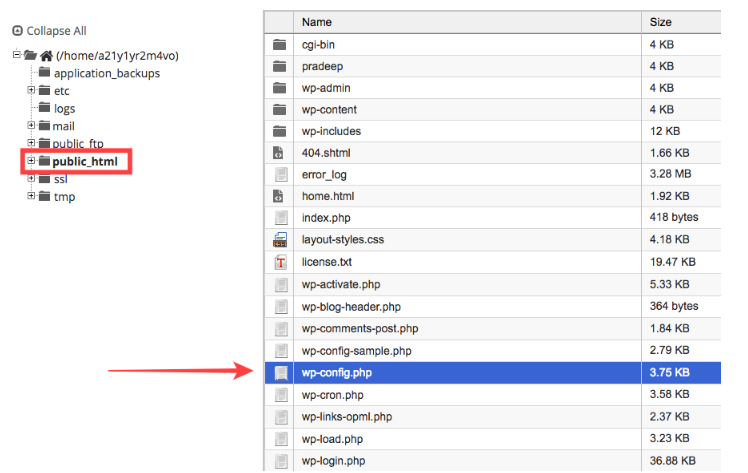 Collapse All
(/home/a21y1yr2m4vo)
application_backups
etc
logs
mail
public_ftp
public_html
ssl
tmp
Name Size
cgi-bin 4 KB
pradeep 4 KB
wp-admin 4 KB
wp-content 4 KB
wp-includes 12 KB
404.shtml 1.66 KB
error_log 3.28 MB
home.html 1.92 KB
index.php 418 bytes
layout-styles.css 4.18 KB
license.txt 19.47 KB
wp-activate.php 5.33 KB
wp-blog-header.php 364 bytes
wp-comments-post.php 1.84 KB
wp-config-sample.php 2.79 KB
wp-config.php 3.75 KB
wp-cron.php 3.58 KB
wp-links-opml.php 2.37 KB
wp-load.php 3.23 KB
wp-login.php 36.88 KB